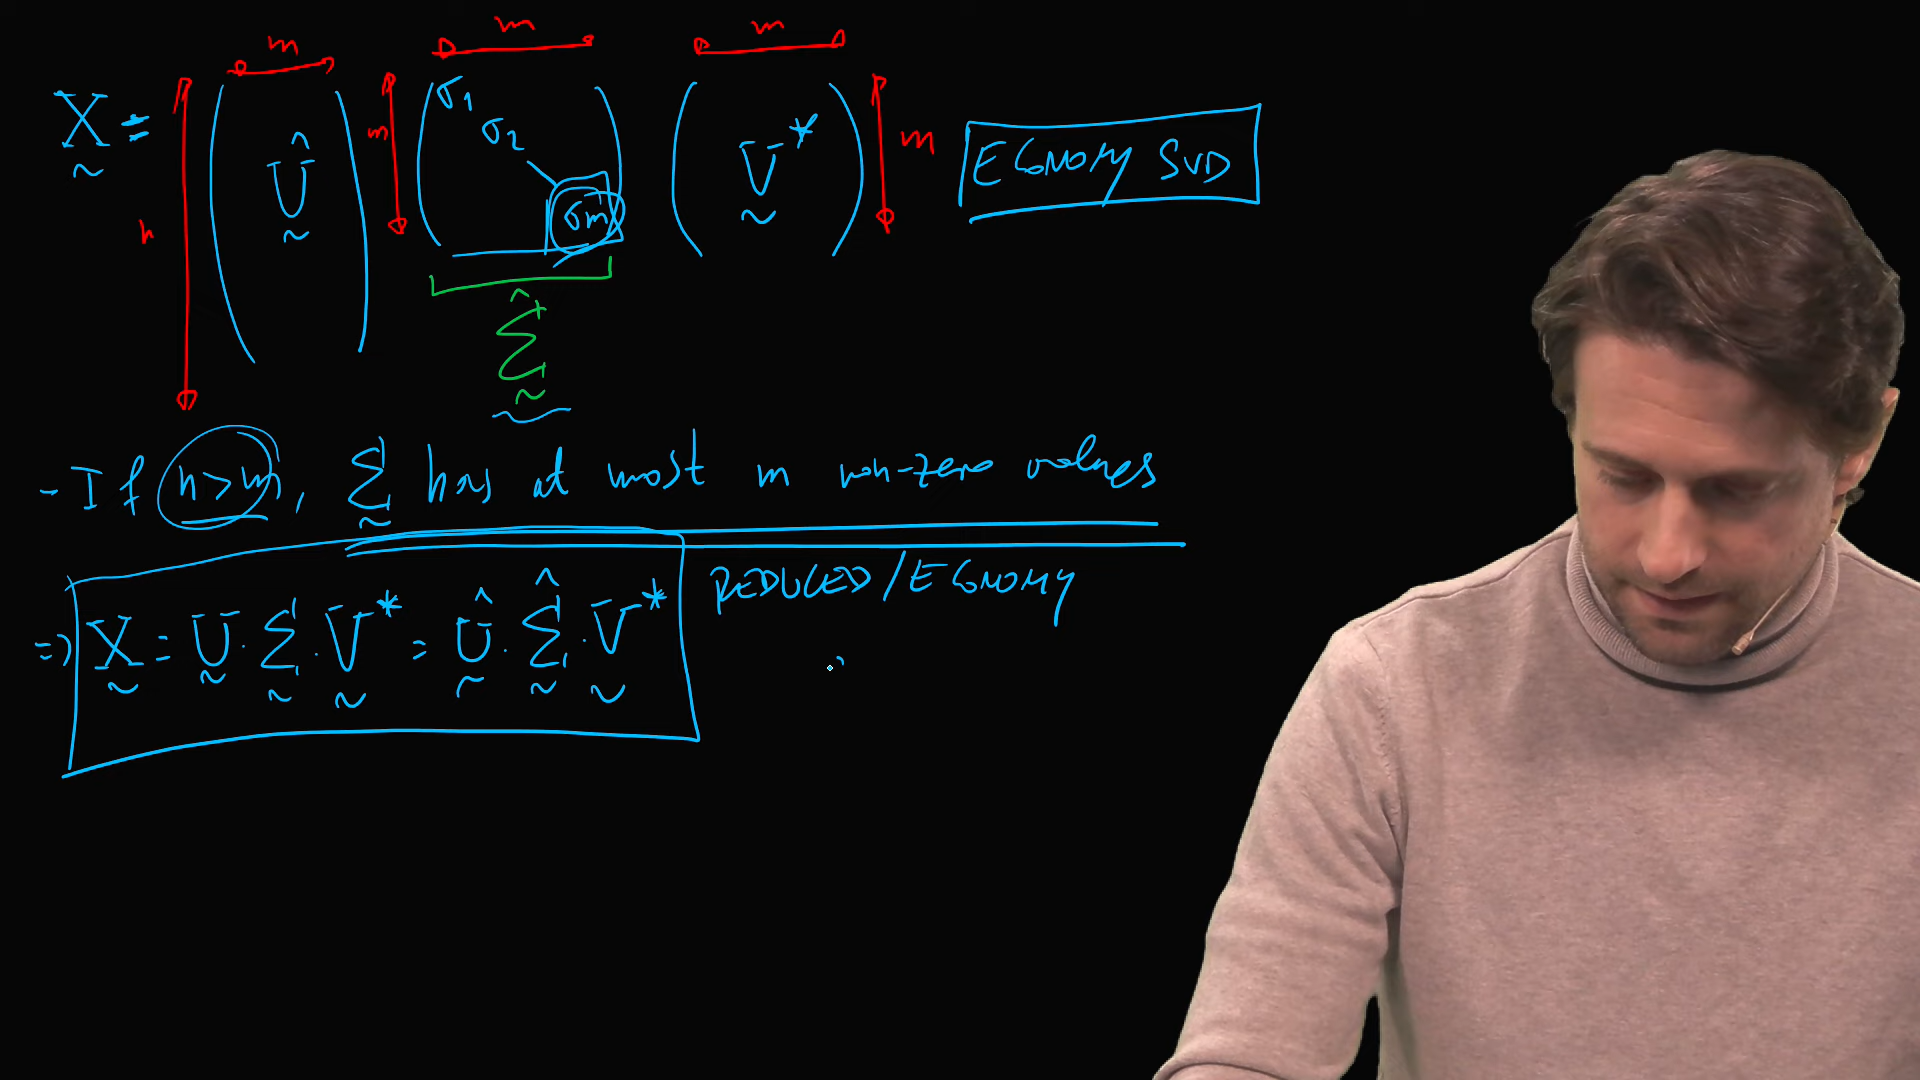 m m m
X = n ( Û ) m ( σ1 σ2 σm ) ( V* ) m ECONOMY SVD
Σ̂
- If n>m, Σ has at most m non-zero values
=> X = U · Σ · V* = Û · Σ̂ · V* REDUCED/ECONOMY